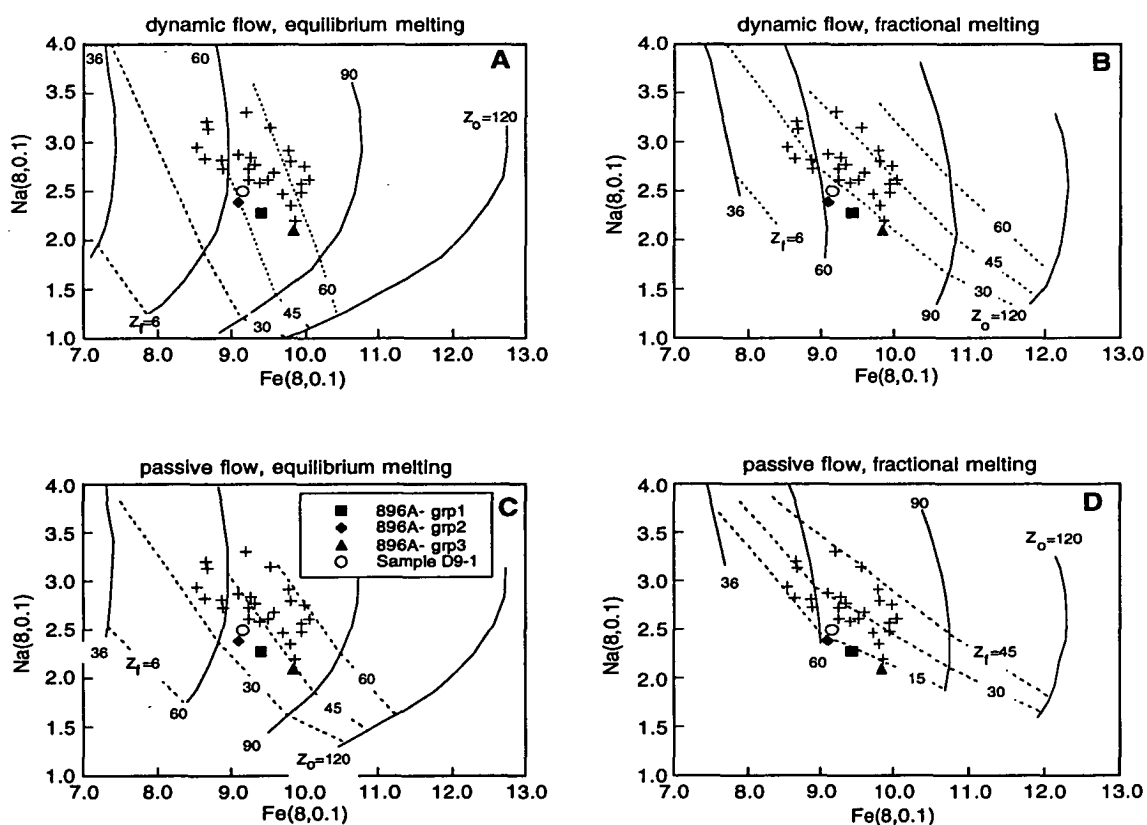 dynamic flow, equilibrium melting
A
Na(8,0.1)
4.0
3.5
3.0
2.5
2.0
1.5
1.0
36
60
90
Zo=120
Zf=6
30
45
60
7.0 8.0 9.0 10.0 11.0 12.0 13.0
Fe(8,0.1)
dynamic flow, fractional melting
B
Na(8,0.1)
4.0
3.5
3.0
2.5
2.0
1.5
1.0
36
Zf=6
60
60
45
30
90
Zo=120
7.0 8.0 9.0 10.0 11.0 12.0 13.0
Fe(8,0.1)
passive flow, equilibrium melting
C
896A- grp1
896A- grp2
896A- grp3
Sample D9-1
Na(8,0.1)
4.0
3.5
3.0
2.5
2.0
1.5
1.0
36
Zf=6
60
30
60
45
90
Zo=120
7.0 8.0 9.0 10.0 11.0 12.0 13.0
Fe(8,0.1)
passive flow, fractional melting
D
Na(8,0.1)
4.0
3.5
3.0
2.5
2.0
1.5
1.0
90
Zo=120
36
60
Zf=45
15
30
7.0 8.0 9.0 10.0 11.0 12.0 13.0
Fe(8,0.1)